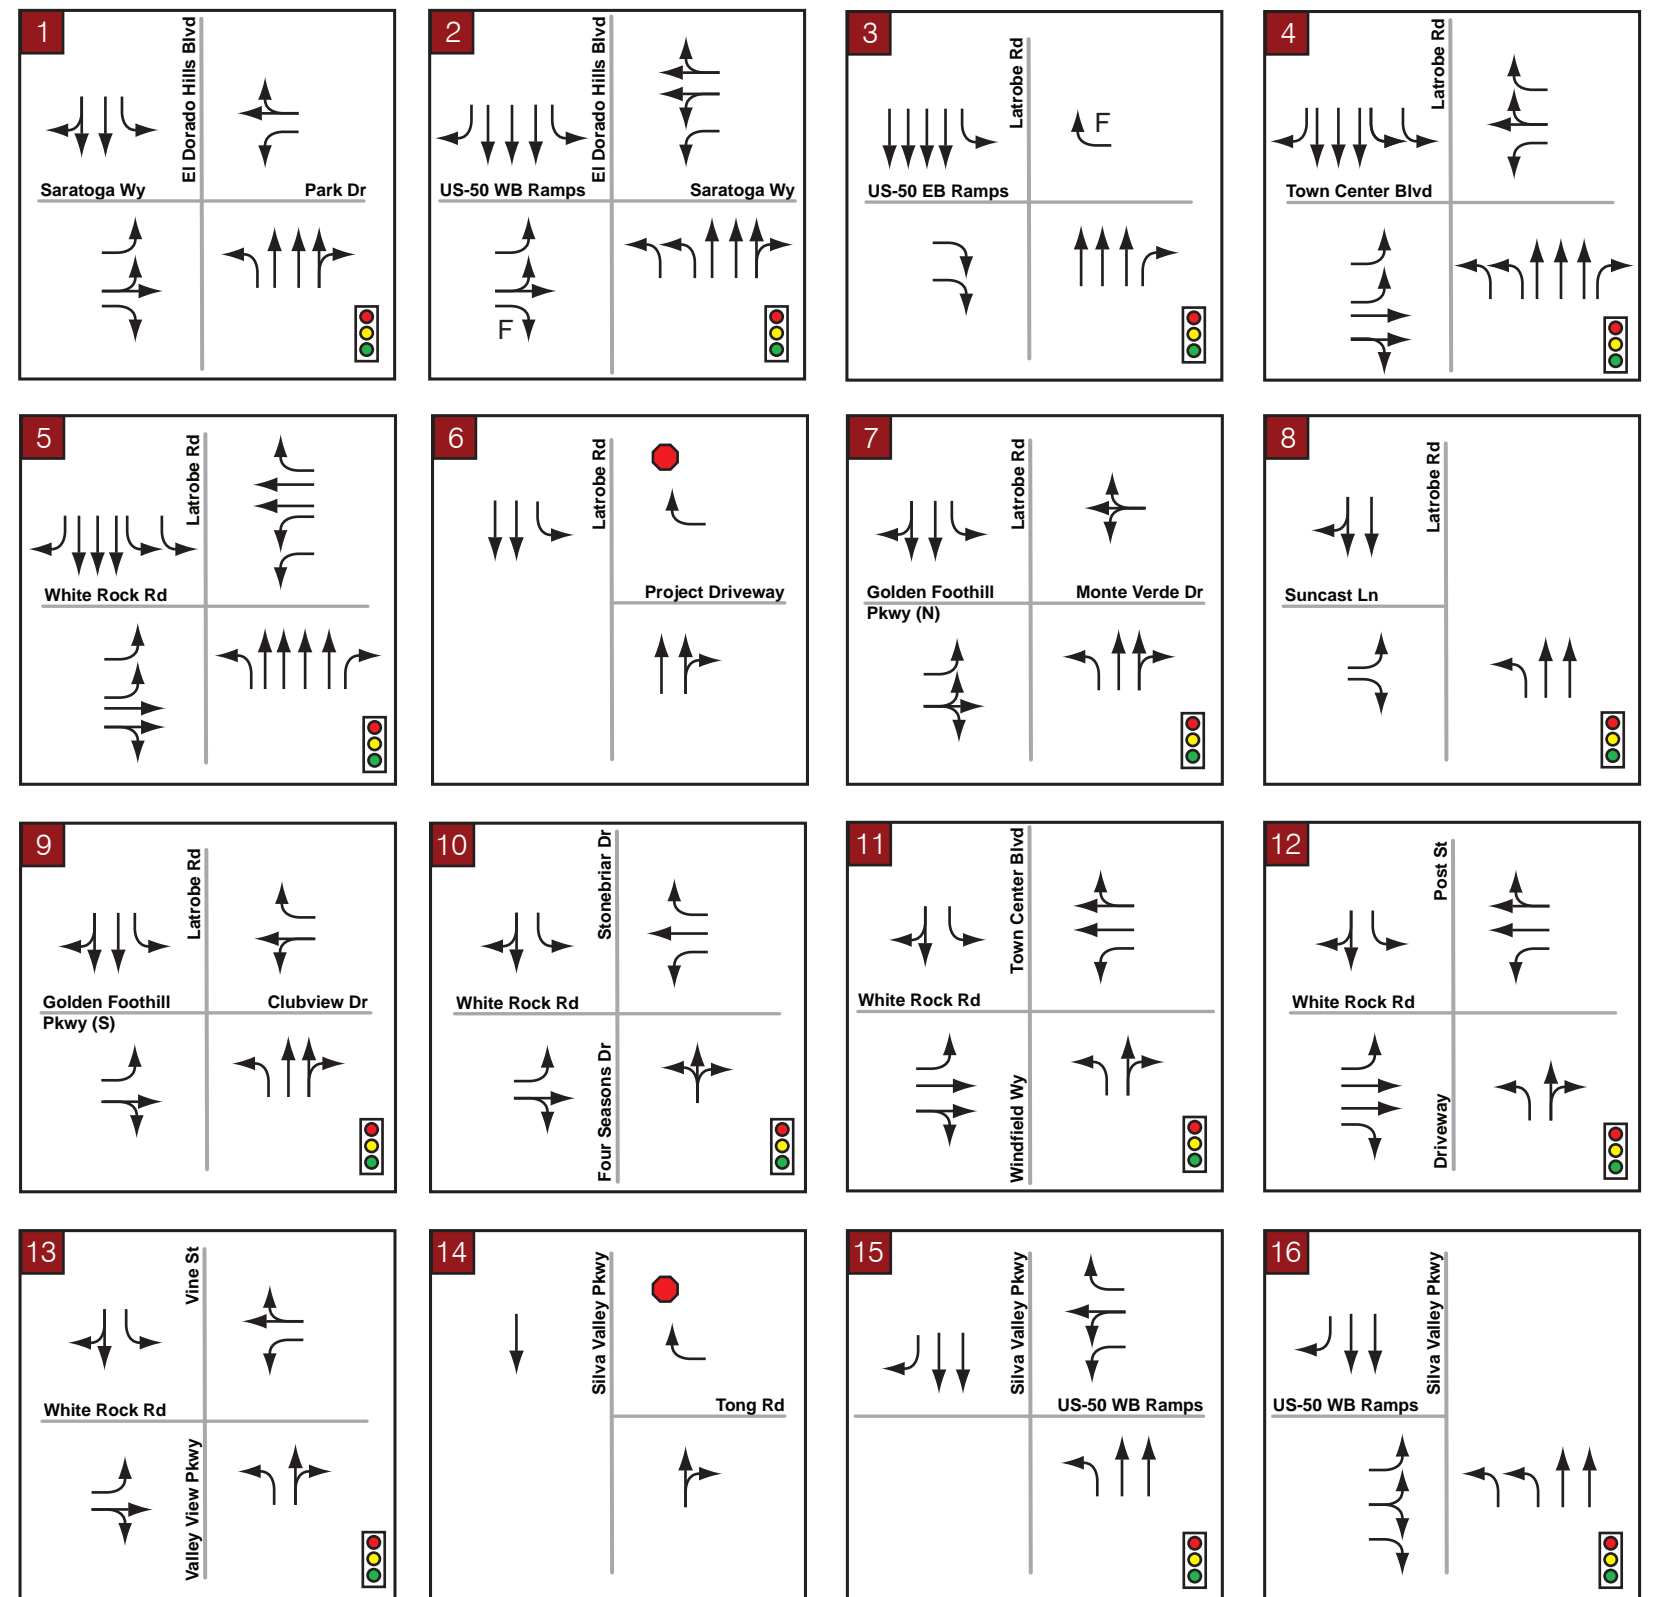 1
El Dorado Hills Blvd
Saratoga Wy
Park Dr
2
El Dorado Hills Blvd
US-50 WB Ramps
Saratoga Wy
F
3
Latrobe Rd
F
US-50 EB Ramps
4
Latrobe Rd
Town Center Blvd
5
Latrobe Rd
White Rock Rd
6
Latrobe Rd
Project Driveway
7
Latrobe Rd
Golden Foothill
Pkwy (N)
Monte Verde Dr
8
Latrobe Rd
Suncast Ln
9
Latrobe Rd
Golden Foothill
Pkwy (S)
Clubview Dr
10
Stonebriar Dr
White Rock Rd
Four Seasons Dr
11
Town Center Blvd
White Rock Rd
Windfield Wy
12
Post St
White Rock Rd
Driveway
13
Vine St
White Rock Rd
Valley View Pkwy
14
Silva Valley Pkwy
Tong Rd
15
Silva Valley Pkwy
US-50 WB Ramps
16
Silva Valley Pkwy
US-50 WB Ramps